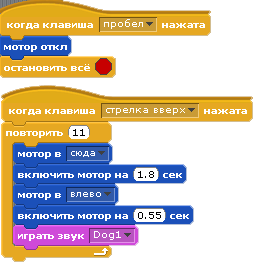 когда клавиша пробел нажата
мотор откл
остановить всё
когда клавиша стрелка вверх нажата
повторить 11
мотор в сюда
включить мотор на 1.8 сек
мотор в влево
включить мотор на 0.55 сек
играть звук Dog1